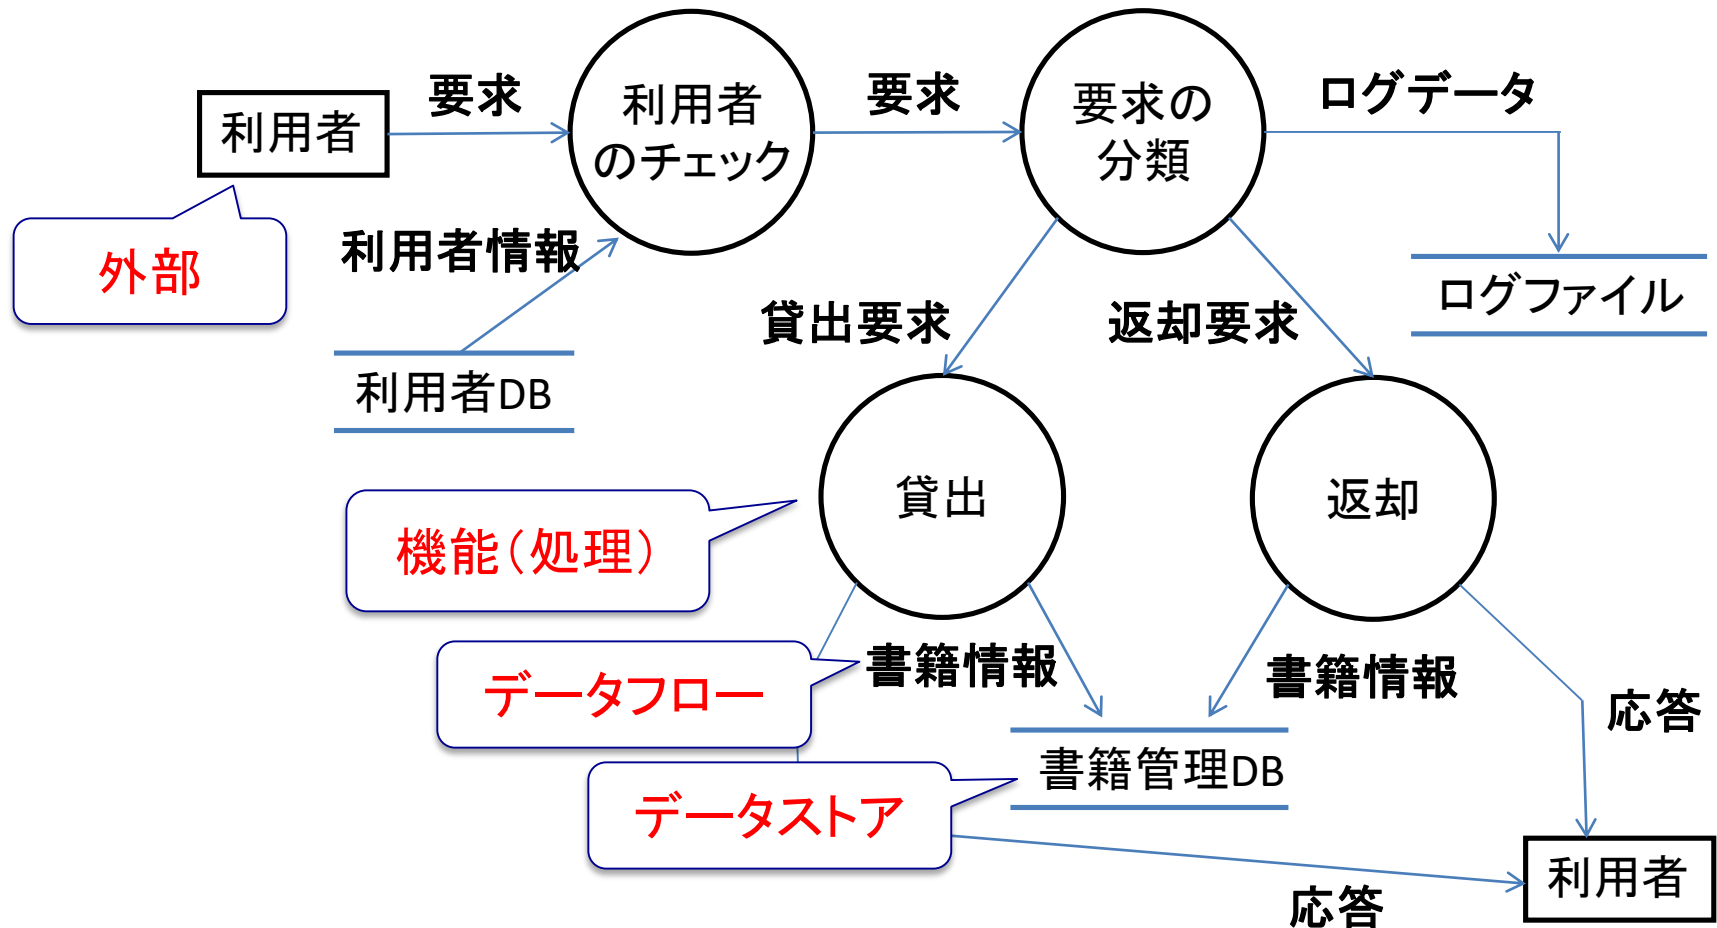 要求
要求
ログデータ
利用者
利用者
のチェック
要求の
分類
外部
利用者情報
ログファイル
貸出要求
返却要求
利用者DB
貸出
返却
機能(処理)
書籍情報
書籍情報
データフロー
応答
書籍管理DB
データストア
利用者
応答